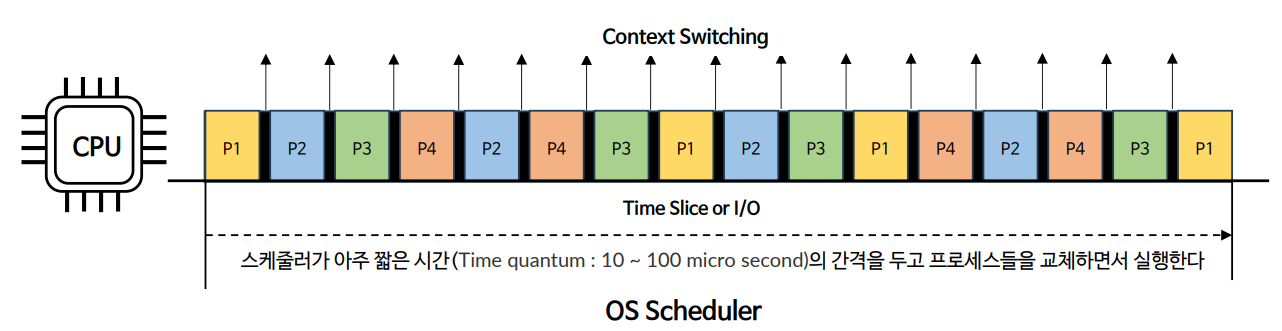 Context Switching
CPU
P1 P2 P3 P4 P2 P4 P3 P1 P2 P3 P1 P4 P2 P4 P3 P1
Time Slice or I/O
스케줄러가 아주 짧은 시간(Time quantum : 10 ~ 100 micro second)의 간격을 두고 프로세스들을 교체하면서 실행한다
OS Scheduler